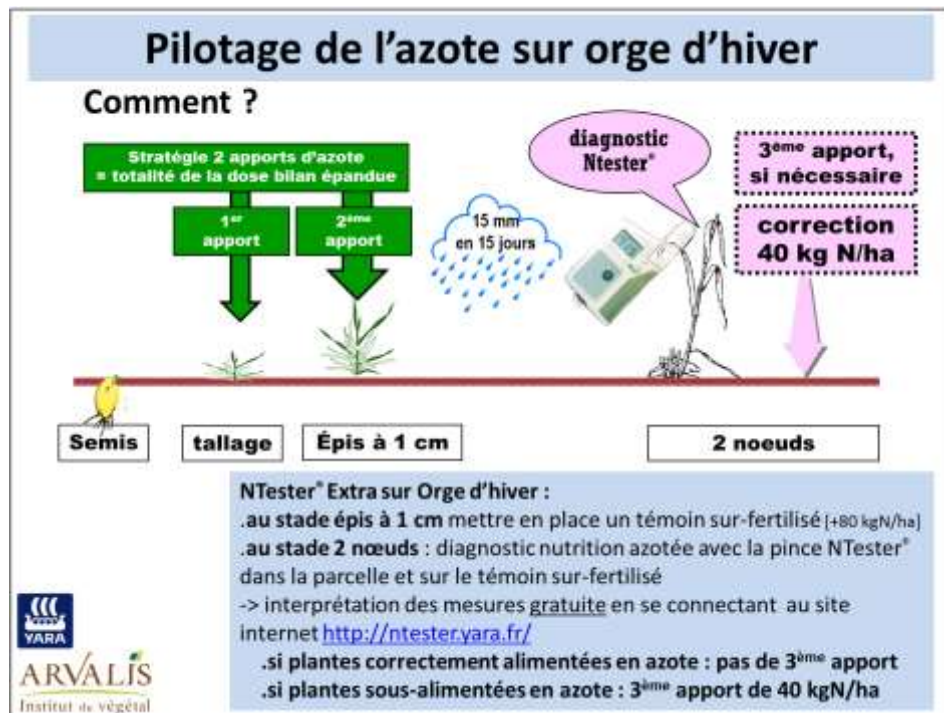 Pilotage de l'azote sur orge d'hiver
Comment ?
Stratégie 2 apports d'azote
= totalité de la dose bilan épandue
1er
apport
2ème
apport
15 mm
en 15 jours
diagnostic
Ntester®
3ème apport,
si nécessaire
correction
40 kg N/ha
Semis
tallage
Épis à 1 cm
2 noeuds
NTester® Extra sur Orge d'hiver :
.au stade épis à 1 cm mettre en place un témoin sur-fertilisé [+80 kgN/ha]
.au stade 2 nœuds : diagnostic nutrition azotée avec la pince NTester®
dans la parcelle et sur le témoin sur-fertilisé
-> interprétation des mesures gratuite en se connectant au site
internet http://ntester.yara.fr/
.si plantes correctement alimentées en azote : pas de 3ème apport
.si plantes sous-alimentées en azote : 3ème apport de 40 kgN/ha
YARA
ARVALIS
Institut du végétal